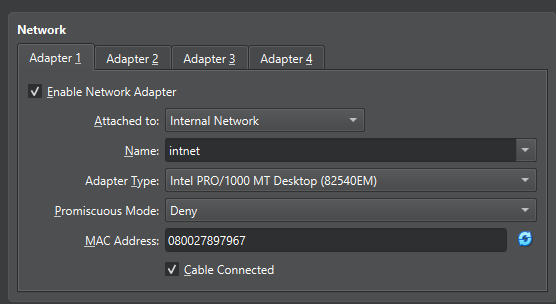 Network
Adapter 1 Adapter 2 Adapter 3 Adapter 4
Enable Network Adapter
Attached to: Internal Network
Name: intnet
Adapter Type: Intel PRO/1000 MT Desktop (82540EM)
Promiscuous Mode: Deny
MAC Address: 080027897967
Cable Connected